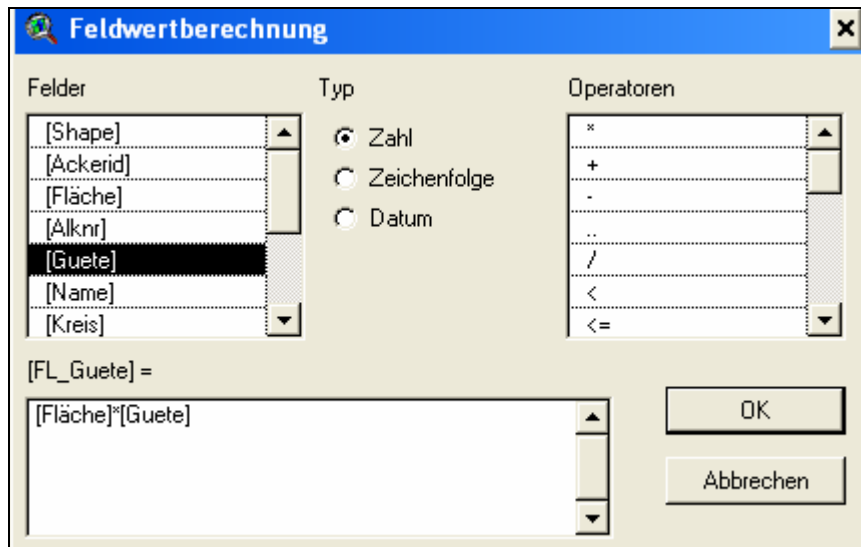 Feldwertberechnung
Felder
[Shape]
[Ackerid]
[Fläche]
[Alknr]
[Guete]
[Name]
[Kreis]
Typ
Zahl
Zeichenfolge
Datum
Operatoren
*
+
-
..
/
<
<=
[FL_Guete] =
[Fläche]*[Guete]
OK
Abbrechen